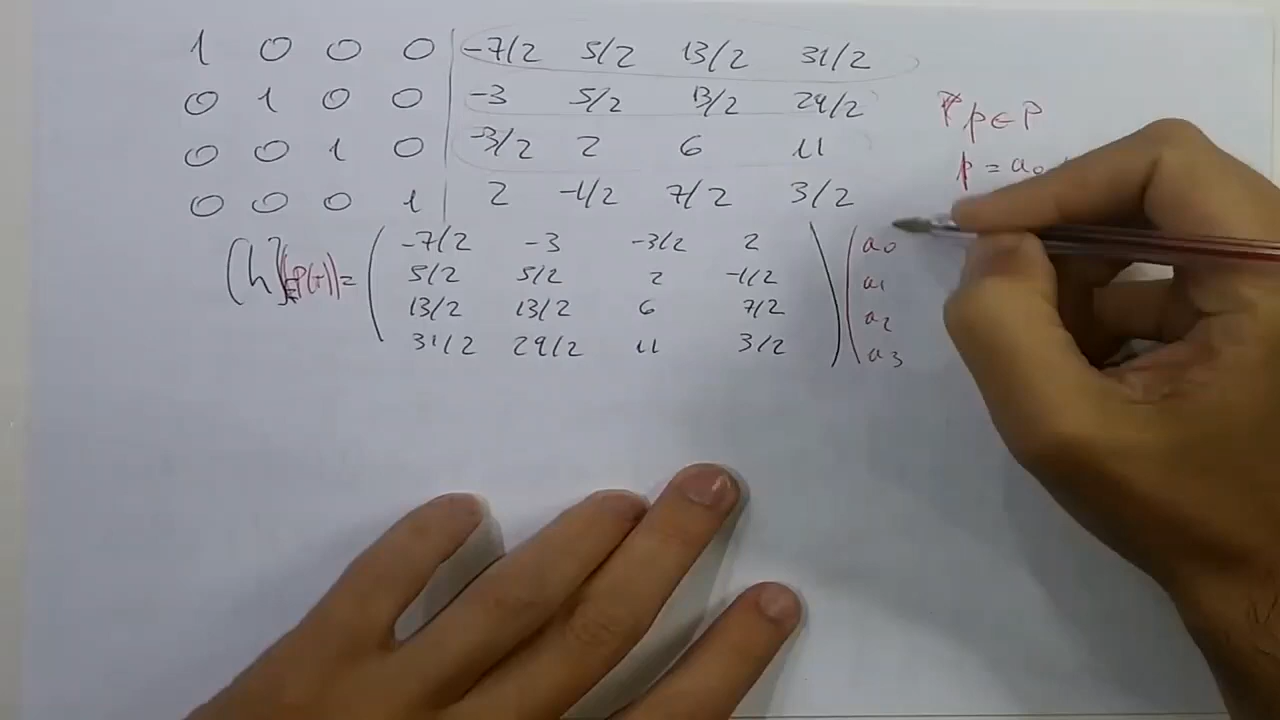 1 0 0 0 | -7/2 5/2 13/2 31/2
0 1 0 0 | -3 5/2 13/2 29/2
0 0 1 0 | -3/2 2 6 11
0 0 0 1 | 2 -1/2 7/2 3/2
∀ p ∈ P
p = a0
[h] (p(t)) = ( -7/2 -3 -3/2 2 ) ( a0
5/2 5/2 2 -1/2 a1
13/2 13/2 6 7/2 a2
31/2 29/2 11 3/2 a3